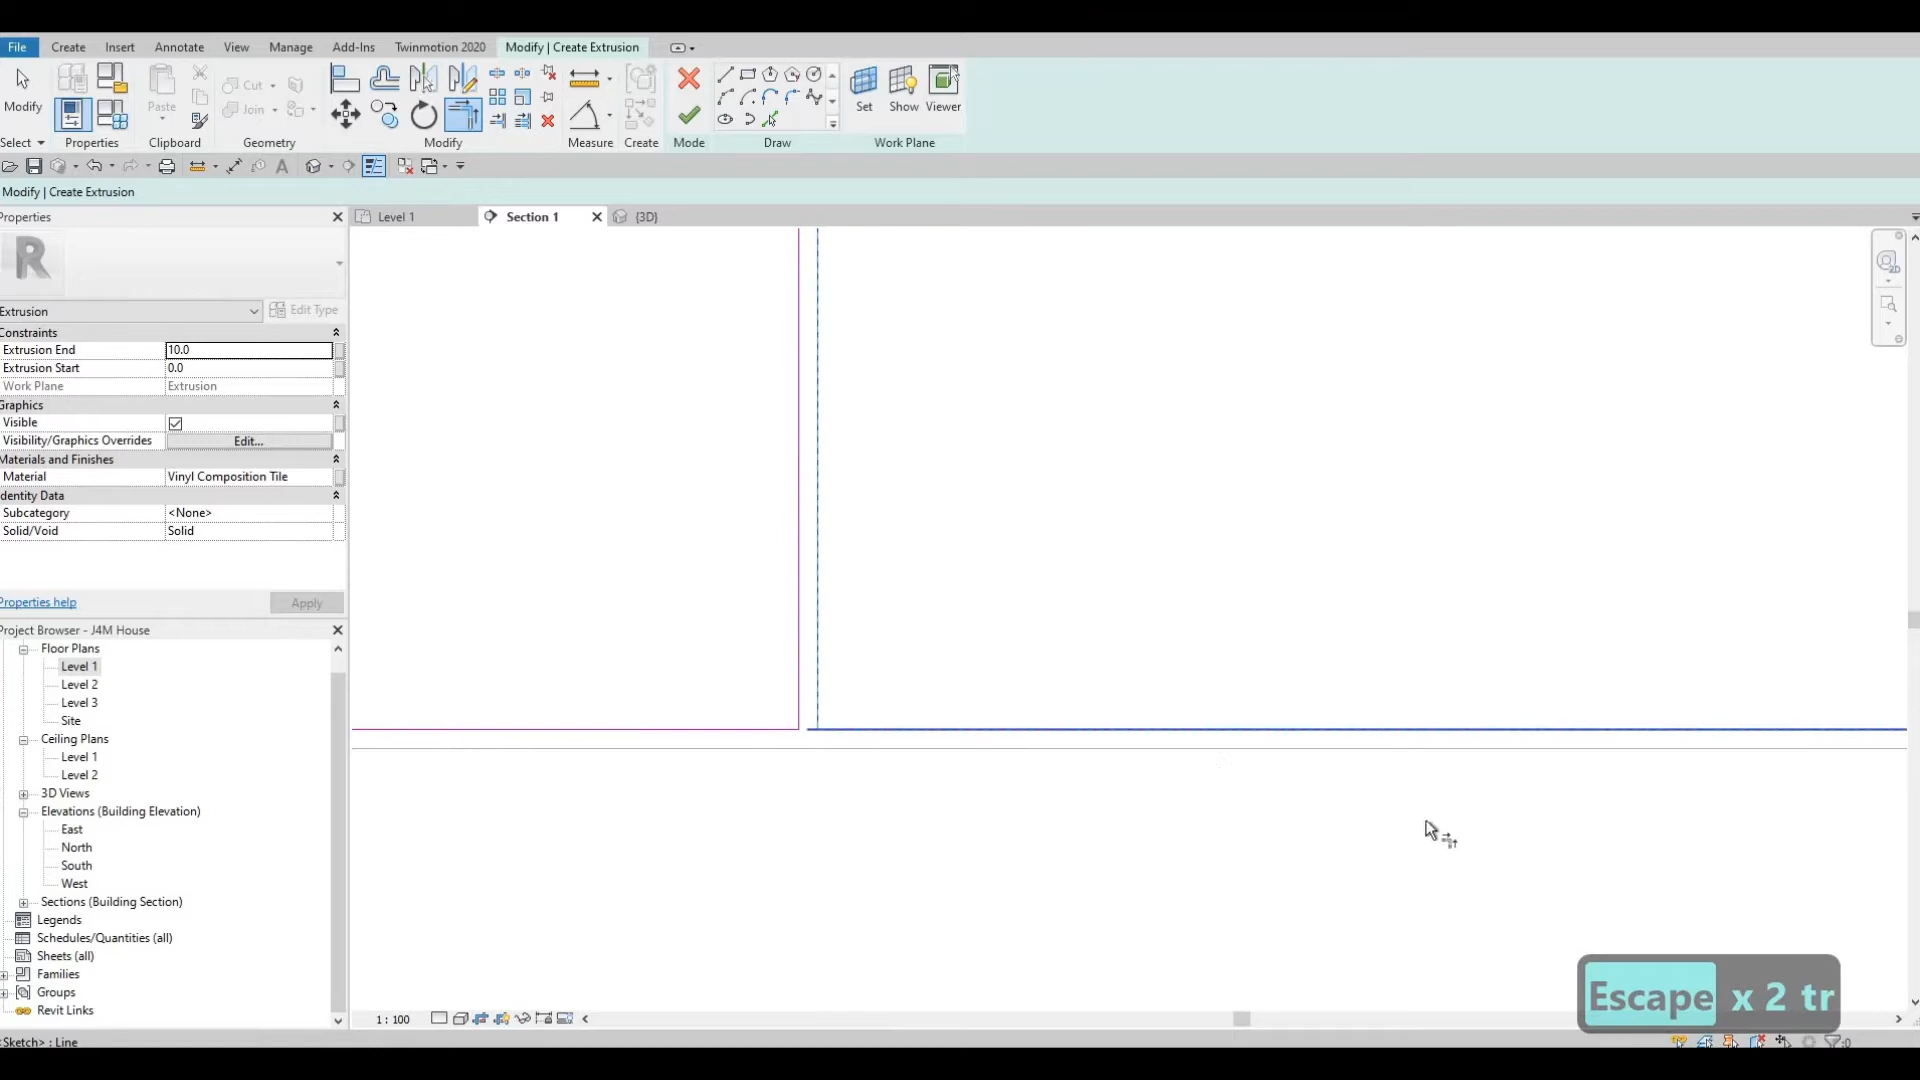 File Create Insert Annotate View Manage Add-Ins Twinmotion 2020 Modify | Create Extrusion
Modify Paste Cut Join Set Show Viewer
Select Properties Clipboard Geometry Modify Measure Create Mode Draw Work Plane
Modify | Create Extrusion
Properties
Level 1 Section 1 {3D}
R
Extrusion Edit Type
Constraints
Extrusion End 10.0
Extrusion Start 0.0
Work Plane Extrusion
Graphics
Visible
Visibility/Graphics Overrides Edit...
Materials and Finishes
Material Vinyl Composition Tile
Identity Data
Subcategory <None>
Solid/Void Solid
Properties help Apply
Project Browser - J4M House
Floor Plans
Level 1
Level 2
Level 3
Site
Ceiling Plans
Level 1
Level 2
3D Views
Elevations (Building Elevation)
East
North
South
West
Sections (Building Section)
Legends
Schedules/Quantities (all)
Sheets (all)
Families
Groups
Revit Links
1 : 100
Escape x 2 tr
<Sketch> : Line :0